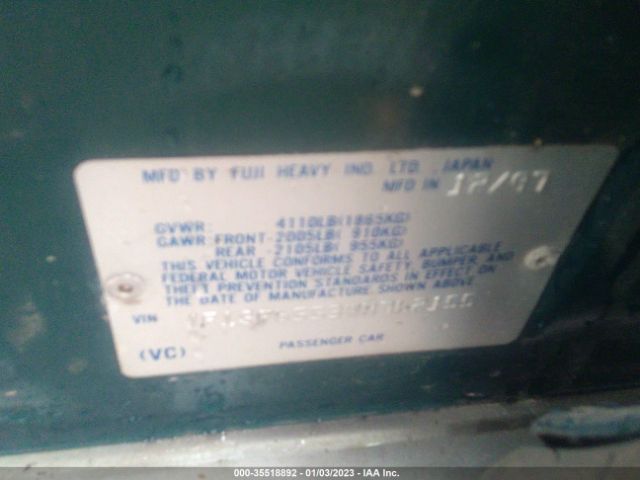 MFD BY FUJI HEAVY IND. LTD. JAPAN
MFD IN 12/97
GVWR: 4110LB(1865KG)
GAWR FRONT-2005LB( 910KG)
REAR 2105LB( 955KG)
THIS VEHICLE CONFORMS TO ALL APPLICABLE
FEDERAL MOTOR VEHICLE SAFETY, BUMPER, AND
THEFT PREVENTION STANDARDS IN EFFECT ON
THE DATE OF MANUFACTURE SHOWN ABOVE
VIN
(VC) PASSENGER CAR
000-35518892 - 01/03/2023 - IAA Inc.